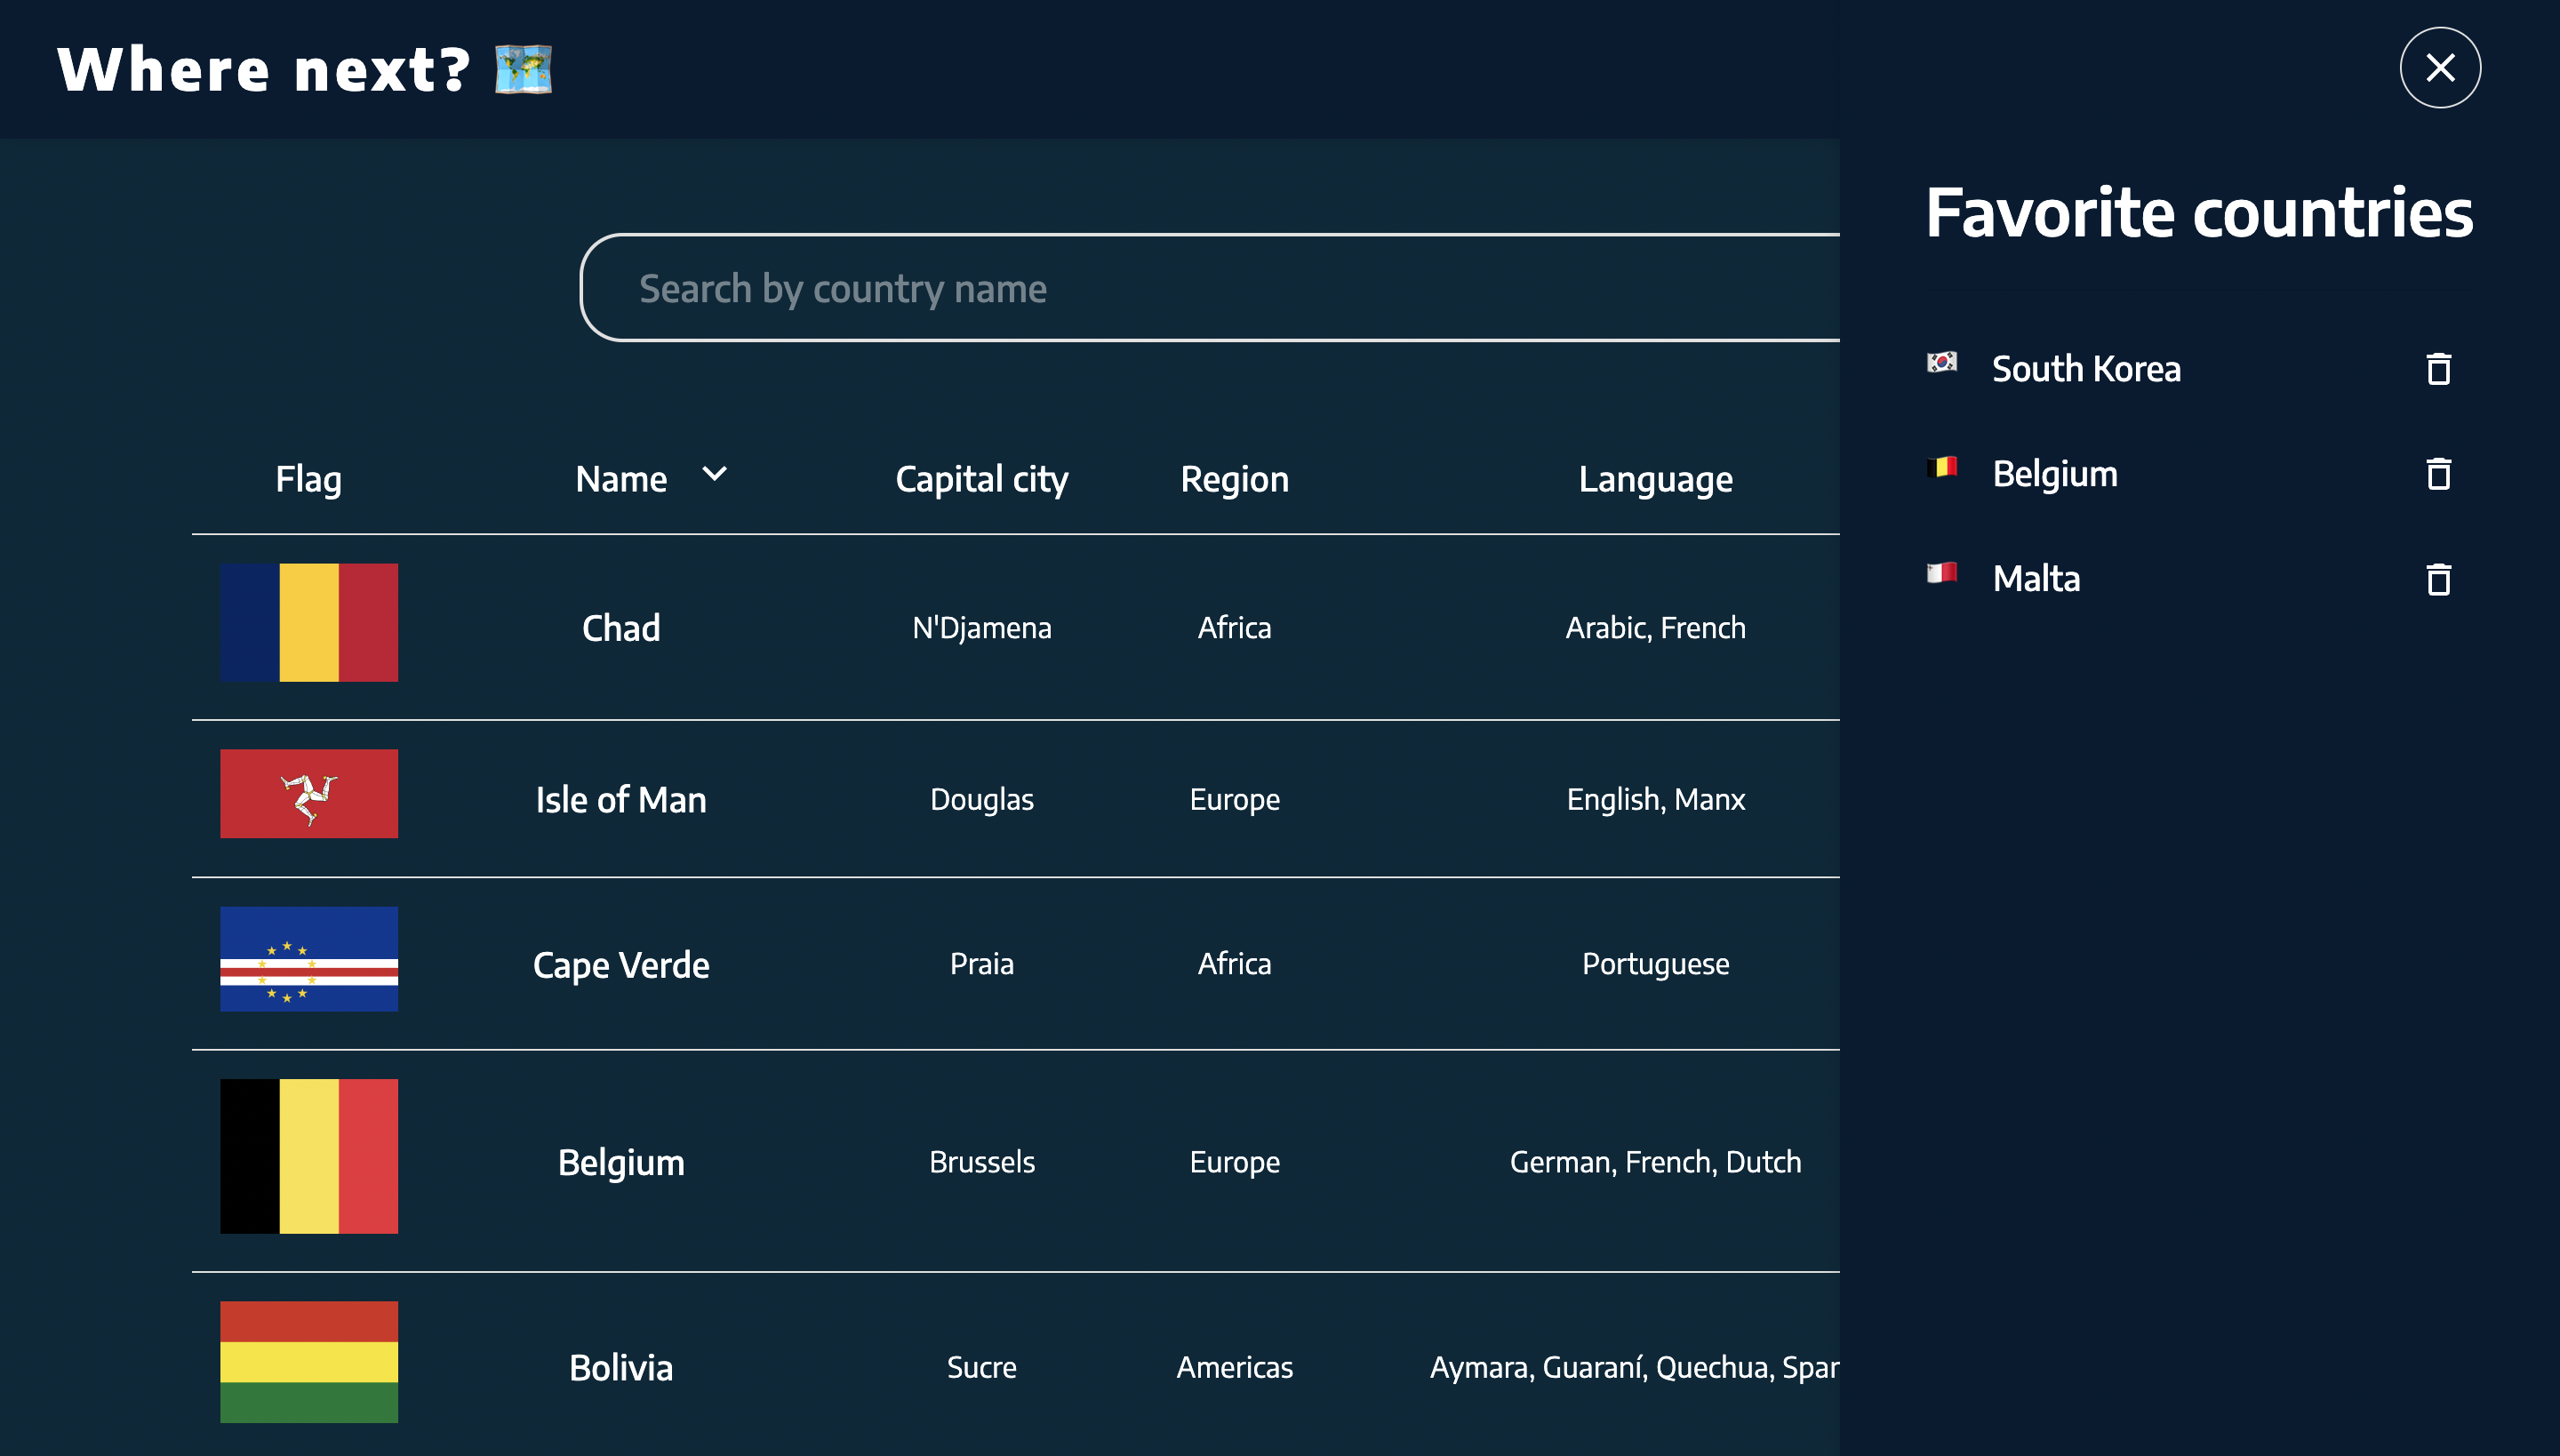 Where next?
Search by country name
Flag Name Capital city Region Language
Chad N'Djamena Africa Arabic, French
Isle of Man Douglas Europe English, Manx
Cape Verde Praia Africa Portuguese
Belgium Brussels Europe German, French, Dutch
Bolivia Sucre Americas Aymara, Guaraní, Quechua,
Favorite countries
South Korea
Belgium
Malta